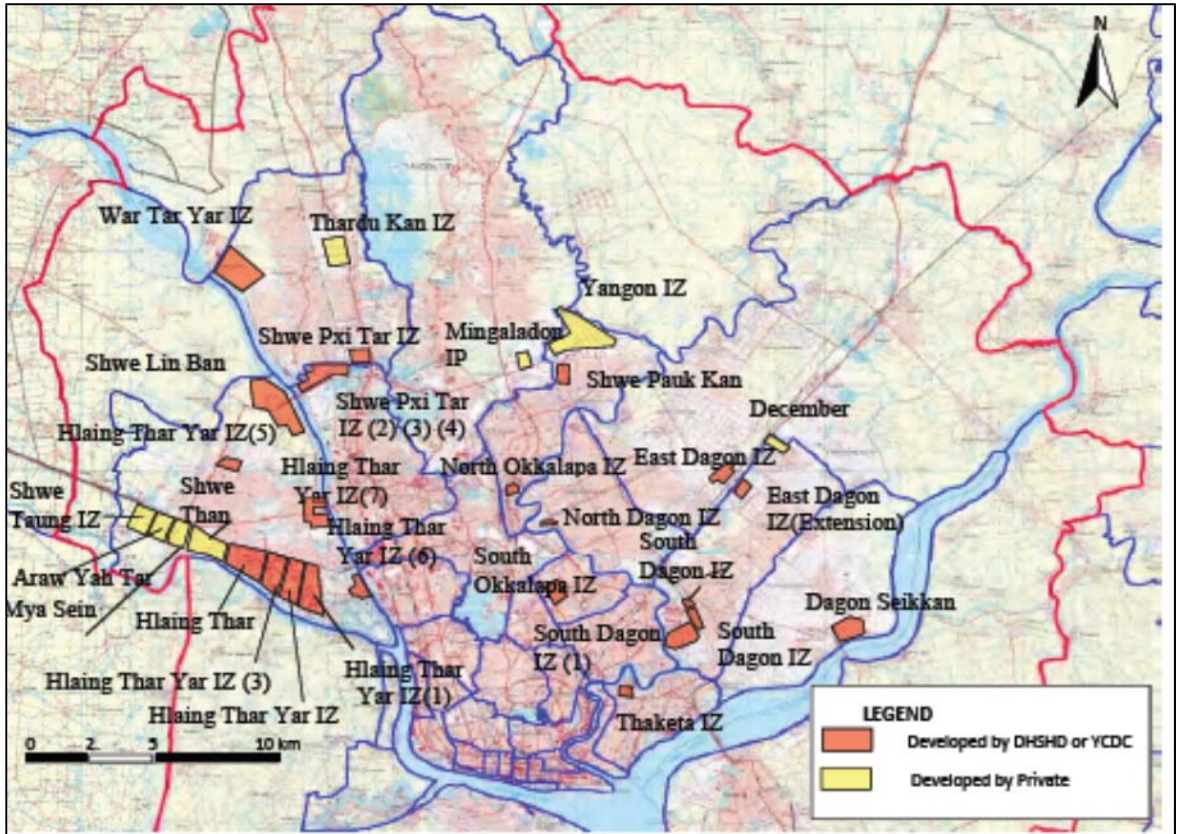 N
War Tar Yar IZ
Thardu Kan IZ
Yangon IZ
Shwe Pxi Tar IZ
Mingaladon
IP
Shwe Lin Ban
Shwe Pauk Kan
Shwe Pxi Tar
IZ (2) (3) (4)
December
Hlaing Thar Yar IZ(5)
Hlaing Thar
Yar IZ(7)
North Okkalapa IZ
East Dagon IZ
Shwe
Taung IZ
Shwe
Than
East Dagon
IZ(Extension)
North Dagon IZ
Hlaing Thar
Yar IZ (6)
South
Okkalapa IZ
South
Dagon IZ
Araw Yah Tar
Mya Sein
Hlaing Thar
Dagon Seikkan
South Dagon
IZ (1)
South
Dagon IZ
Hlaing Thar Yar IZ (3)
Hlaing Thar
Yar IZ(1)
Hlaing Thar Yar IZ
Thaketa IZ
0 2. 5 10 km
LEGEND
Developed by DHSHD or YCDC
Developed by Private